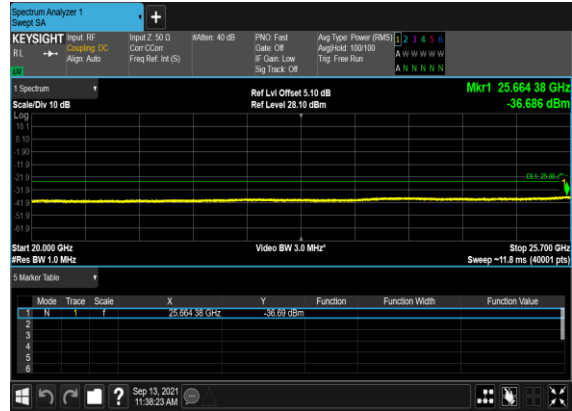 Spectrum Analyzer 1
Swept SA
+
KEYSIGHT Input: RF Input Z: 50 Ω #Atten: 40 dB PNO: Fast Avg Type: Power (RMS) 1 2 3 4 5 6
RL Coupling: DC Corr CCorr Gate: Off Avg|Hold: 100/100 A W W W W W
Align: Auto Freq Ref: Int (S) IF Gain: Low Trig: Free Run
Sig Track: Off A N N N N N
1 Spectrum Ref Lvl Offset 5.10 dB Mkr1 25.664 38 GHz
Scale/Div 10 dB Ref Level 28.10 dBm -36.686 dBm
Log
18.1
8.10
-1.90
-11.9
-21.9
-31.9
-41.9
-51.9
-61.9
Start 20.000 GHz Video BW 3.0 MHz* Stop 25.700 GHz
#Res BW 1.0 MHz Sweep ~11.8 ms (40001 pts)
5 Marker Table
Mode Trace Scale X Y Function Function Width Function Value
1 N 1 f 25.664 38 GHz -36.69 dBm
2
3
4
5
6
? Sep 13, 2021
11:38:23 AM